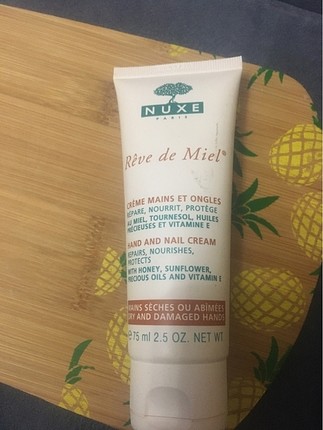 NUXE
PARIS
Rêve de Miel®
CRÈME MAINS ET ONGLES
RÉPARE, NOURRIT, PROTÈGE
AU MIEL, TOURNESOL, HUILES
PRÉCIEUSES ET VITAMINE E
HAND AND NAIL CREAM
REPAIRS, NOURISHES,
PROTECTS
WITH HONEY, SUNFLOWER,
PRECIOUS OILS AND VITAMIN E
MAINS SÈCHES OU ABÎMÉES
DRY AND DAMAGED HANDS
e 75 ml 2.5 OZ. NET WT